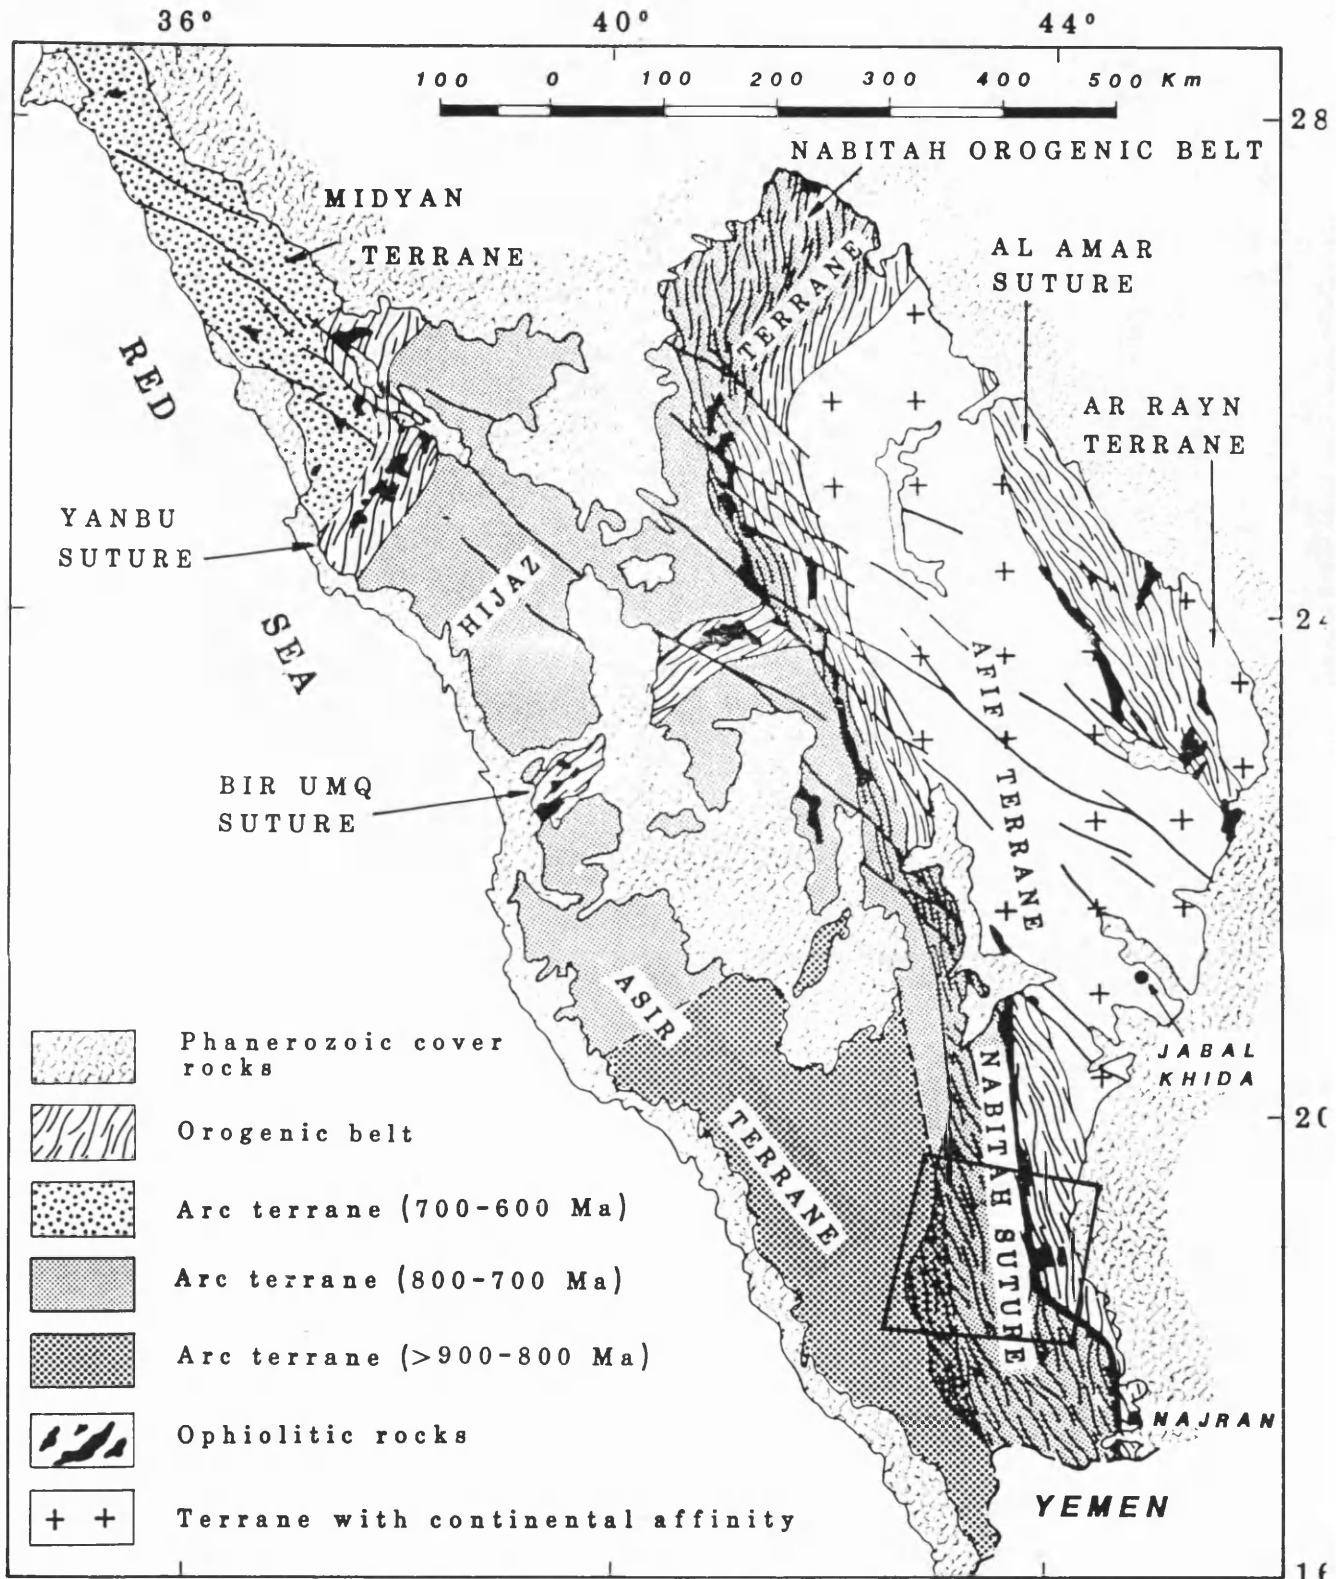 36° 40° 44°
100 0 100 200 300 400 500 Km
28
NABITAH OROGENIC BELT
MIDYAN
TERRANE
AL AMAR
SUTURE
TERRANE
RED
SEA
AR RAYN
TERRANE
YANBU
SUTURE
HIJAZ
24
AFIF TERRANE
BIR UMQ
SUTURE
ASIR
TERRANE
JABAL
KHIDA
NABITAH SUTURE
20
Phanerozoic cover
rocks
Orogenic belt
Arc terrane (700-600 Ma)
Arc terrane (800-700 Ma)
Arc terrane (>900-800 Ma)
Ophiolitic rocks
Terrane with continental affinity
NAJRAN
YEMEN
16